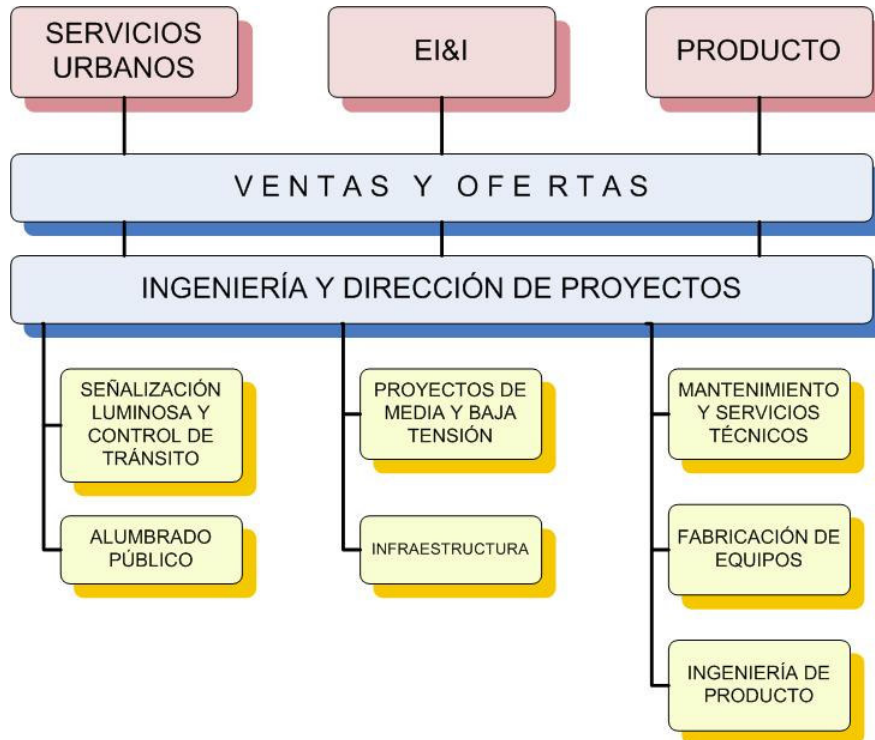 SERVICIOS
URBANOS
EI&I
PRODUCTO
VENTAS Y OFERTAS
INGENIERÍA Y DIRECCIÓN DE PROYECTOS
SEÑALIZACIÓN
LUMINOSA Y
CONTROL DE
TRÁNSITO
ALUMBRADO
PÚBLICO
PROYECTOS DE
MEDIA Y BAJA
TENSIÓN
INFRAESTRUCTURA
MANTENIMIENTO
Y SERVICIOS
TÉCNICOS
FABRICACIÓN DE
EQUIPOS
INGENIERÍA DE
PRODUCTO